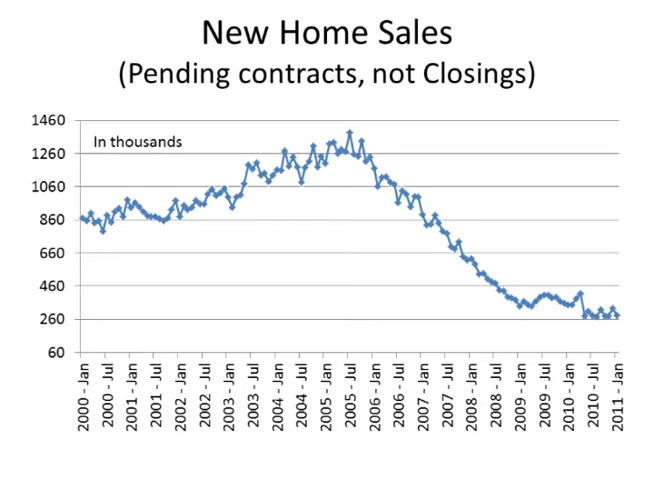 New Home Sales
(Pending contracts, not Closings)
In thousands
1460
1260
1060
860
660
460
260
60
2000 - Jan
2000 - Jul
2001 - Jan
2001 - Jul
2002 - Jan
2002 - Jul
2003 - Jan
2003 - Jul
2004 - Jan
2004 - Jul
2005 - Jan
2005 - Jul
2006 - Jan
2006 - Jul
2007 - Jan
2007 - Jul
2008 - Jan
2008 - Jul
2009 - Jan
2009 - Jul
2010 - Jan
2010 - Jul
2011 - Jan